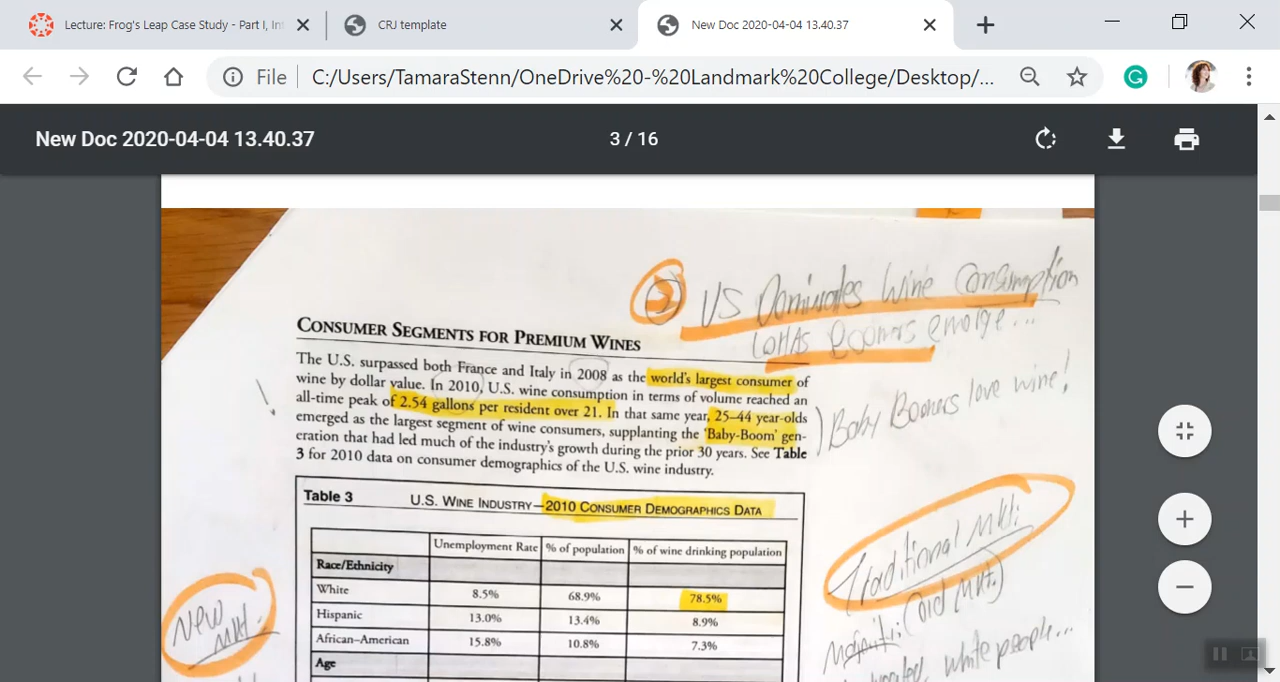 Lecture: Frog's Leap Case Study - Part I, Int
CRJ template
New Doc 2020-04-04 13.40.37
File
C:/Users/TamaraStenn/OneDrive%20-%20Landmark%20College/Desktop/...
New Doc 2020-04-04 13.40.37
3 / 16
② US Dominates Wine Consumption
LOHAs Boomers emerge...
CONSUMER SEGMENTS FOR PREMIUM WINES
The U.S. surpassed both France and Italy in 2008 as the world's largest consumer of
wine by dollar value. In 2010, U.S. wine consumption in terms of volume reached an
all-time peak of 2.54 gallons per resident over 21. In that same year, 25–44 year-olds
emerged as the largest segment of wine consumers, supplanting the 'Baby-Boom' gen-
eration that had led much of the industry's growth during the prior 30 years. See Table
3 for 2010 data on consumer demographics of the U.S. wine industry.
Baby Boomers love wine!
Table 3 U.S. WINE INDUSTRY—2010 CONSUMER DEMOGRAPHICS DATA
Unemployment Rate % of population % of wine drinking population
Race/Ethnicity
White 8.5% 68.9% 78.5%
Hispanic 13.0% 13.4% 8.9%
African–American 15.8% 10.8% 7.3%
Age
New Mkt.
Traditional Mkt:
(old Mkt.)
white people...